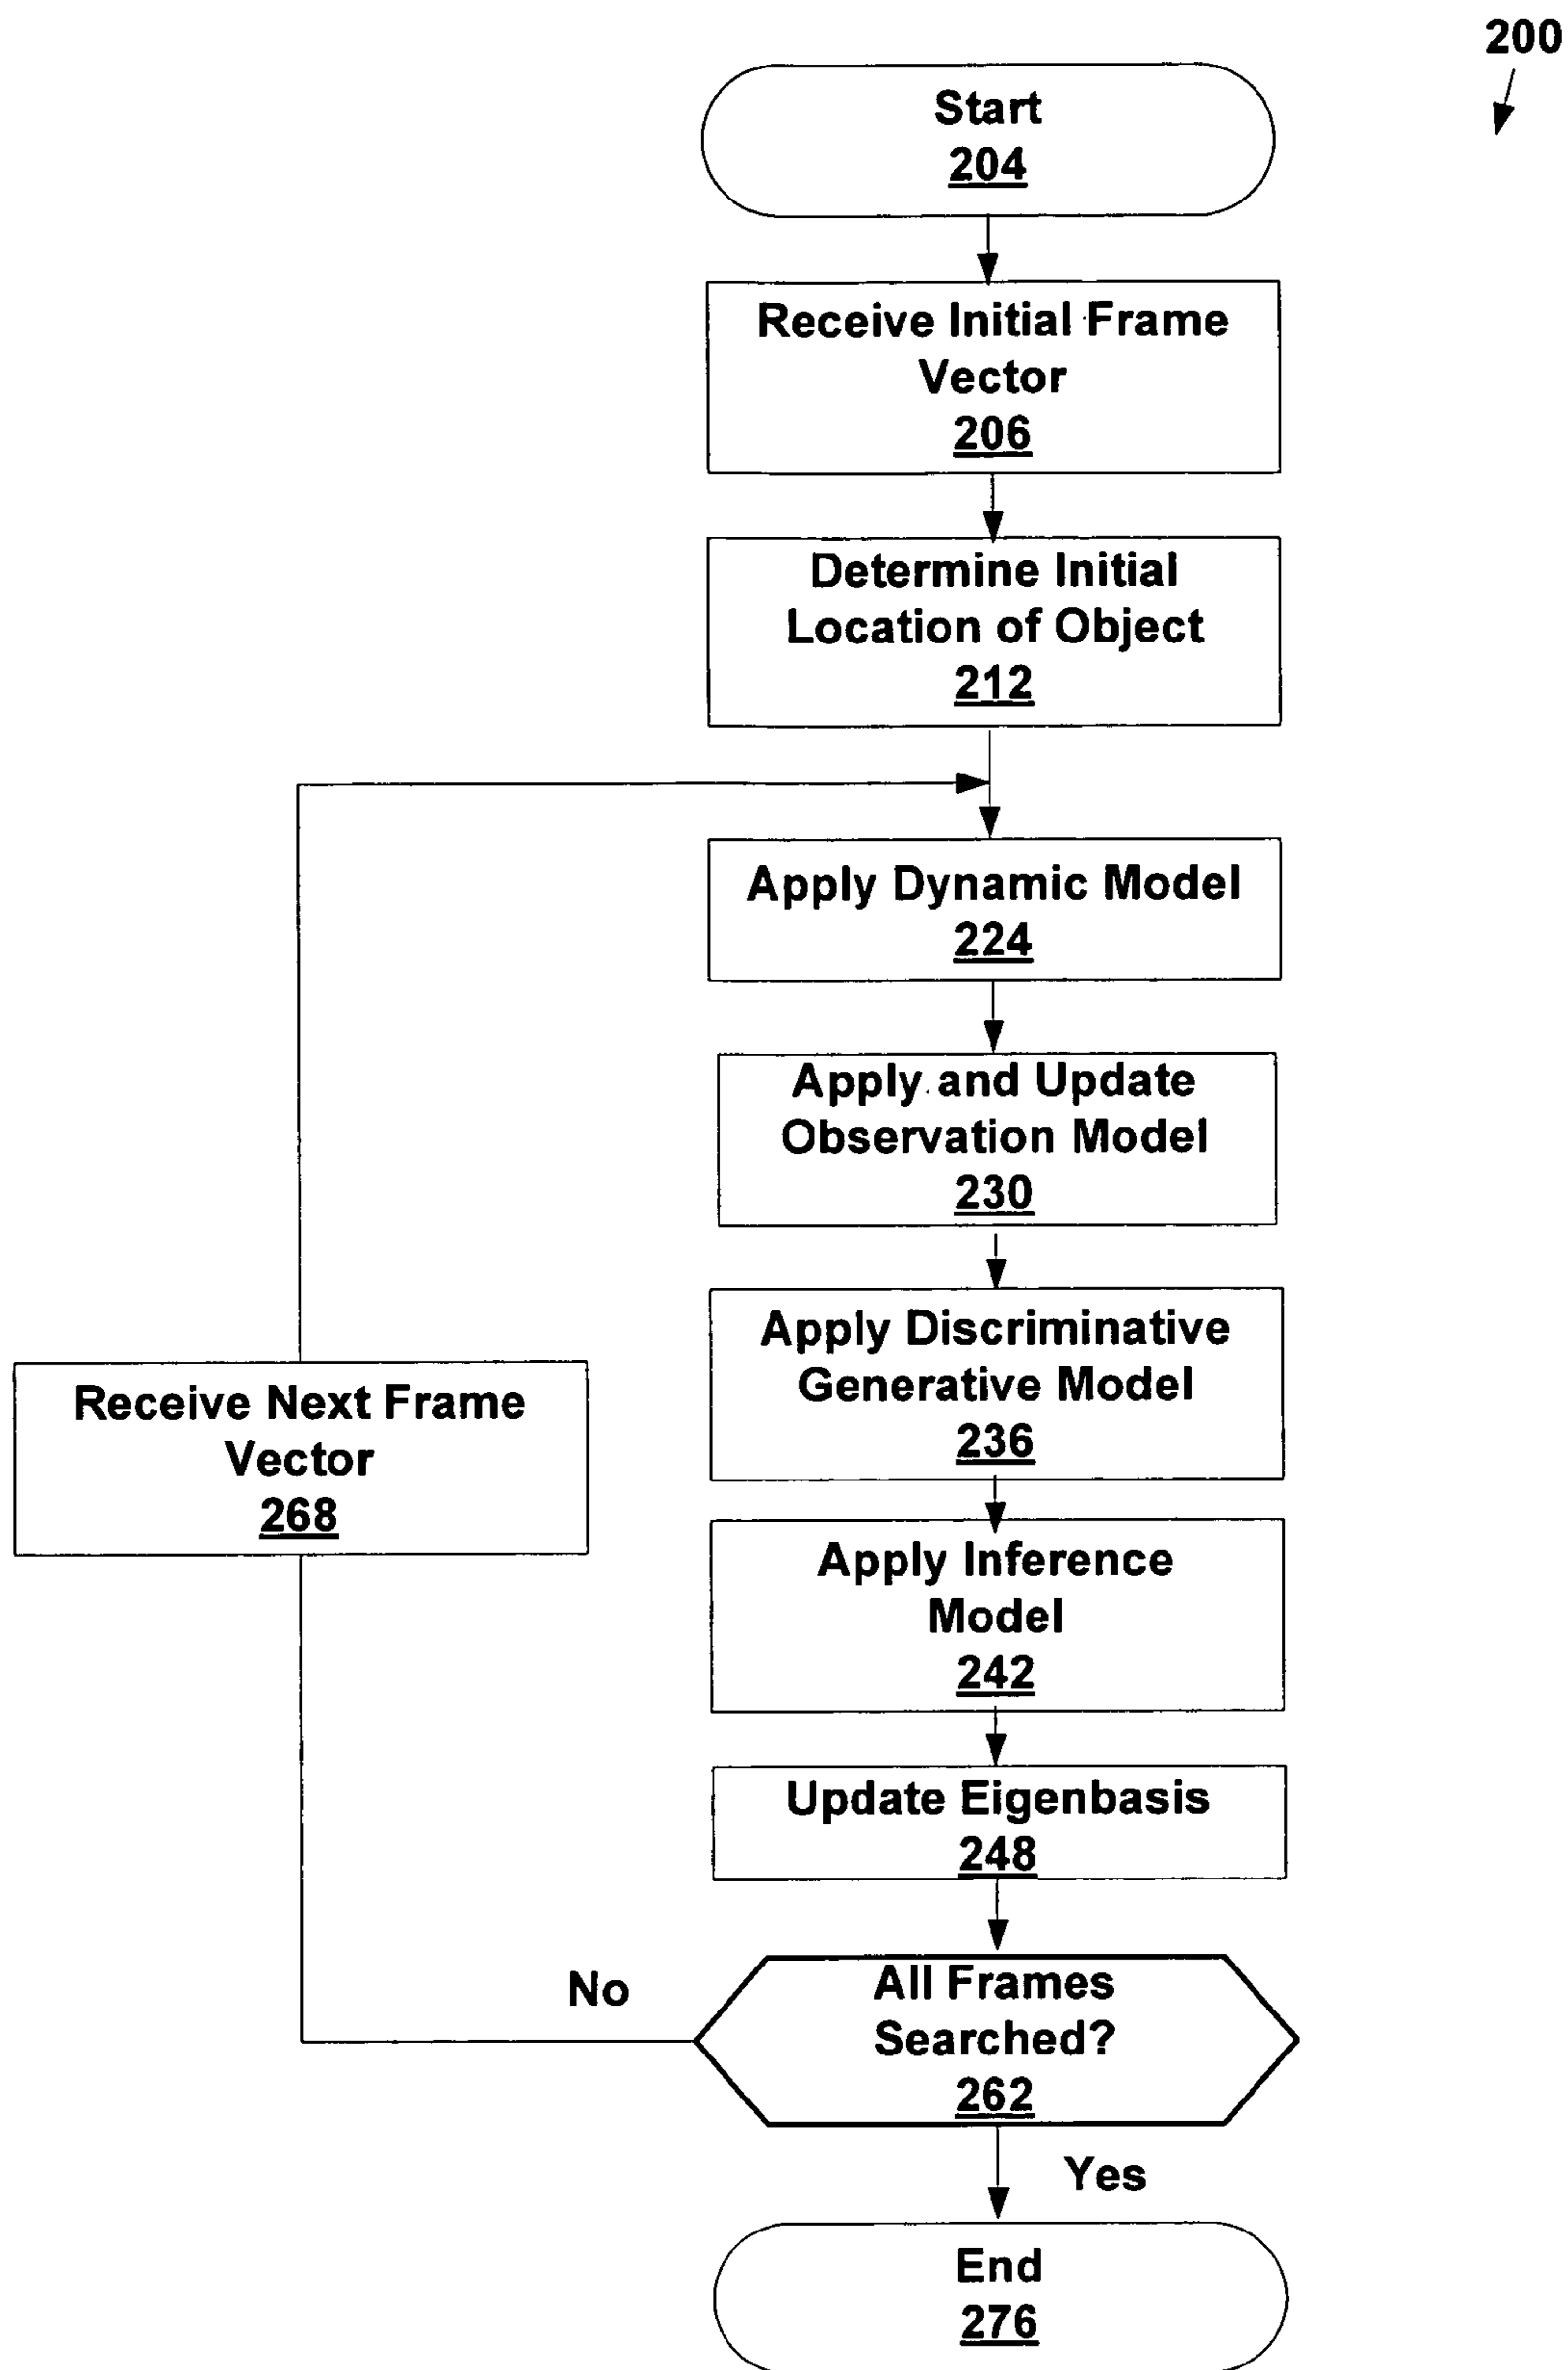 200
Start
204
Receive Initial Frame
Vector
206
Determine Initial
Location of Object
212
Apply Dynamic Model
224
Apply and Update
Observation Model
230
Apply Discriminative
Generative Model
236
Receive Next Frame
Vector
268
Apply Inference
Model
242
Update Eigenbasis
248
No
All Frames
Searched?
262
Yes
End
276